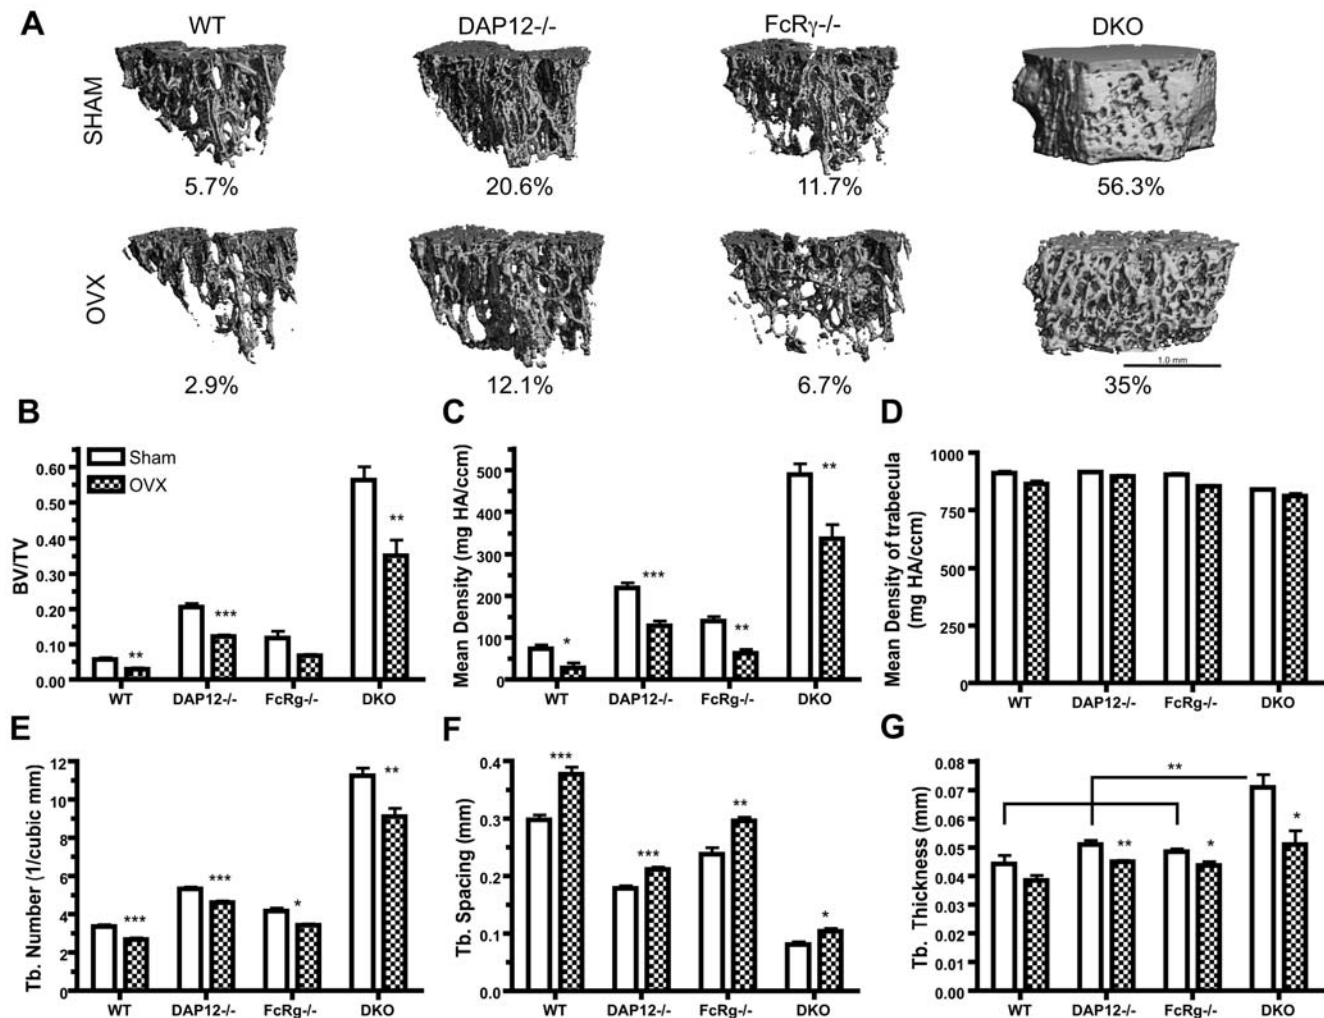 A
WT DAP12-/- FcRγ-/- DKO
SHAM
5.7% 20.6% 11.7% 56.3%
OVX
1.0 mm
2.9% 12.1% 6.7% 35%
B
BV/TV
0.60
0.50
0.40
0.30
0.20
0.10
0.00
Sham
OVX
** *** **
WT DAP12-/- FcRg-/- DKO
C
Mean Density (mg HA/ccm)
500
400
300
200
100
0
* *** ** **
WT DAP12-/- FcRg-/- DKO
D
Mean Density of trabecula
(mg HA/ccm)
1000
750
500
250
0
WT DAP12-/- FcRg-/- DKO
E
Tb. Number (1/cubic mm)
12
10
8
6
4
2
0
*** *** * **
WT DAP12-/- FcRg-/- DKO
F
Tb. Spacing (mm)
0.4
0.3
0.2
0.1
0.0
*** *** ** *
WT DAP12-/- FcRg-/- DKO
G
Tb. Thickness (mm)
0.08
0.07
0.06
0.05
0.04
0.03
0.02
0.01
0.00
**
** * *
WT DAP12-/- FcRg-/- DKO